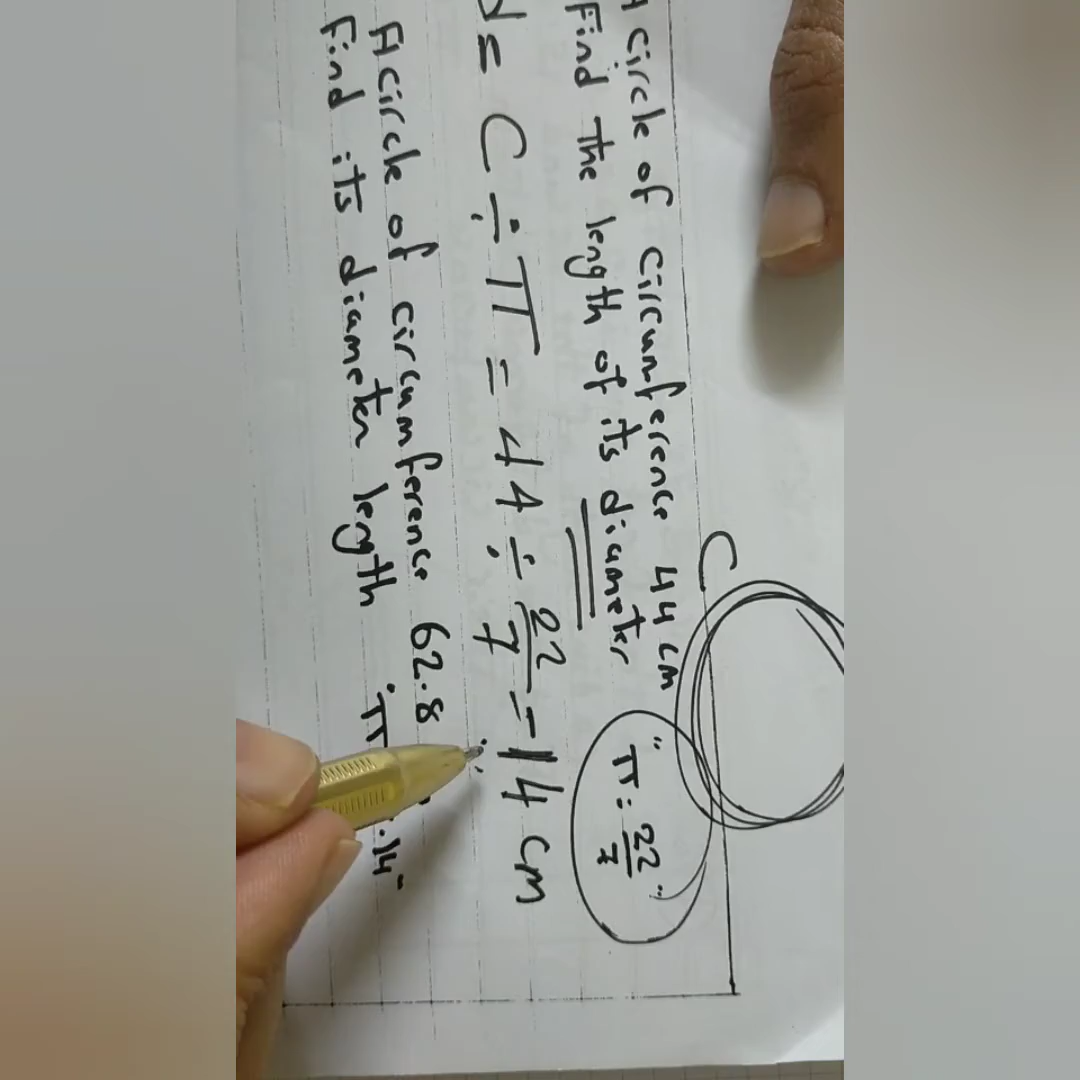 A circle of circumference 44 cm
Find the length of its diameter " π = 22/7 "
d = C ÷ π = 44 ÷ 22/7 = 14 cm
A circle of circumference 62.8
Find its diameter length "π .14"
C